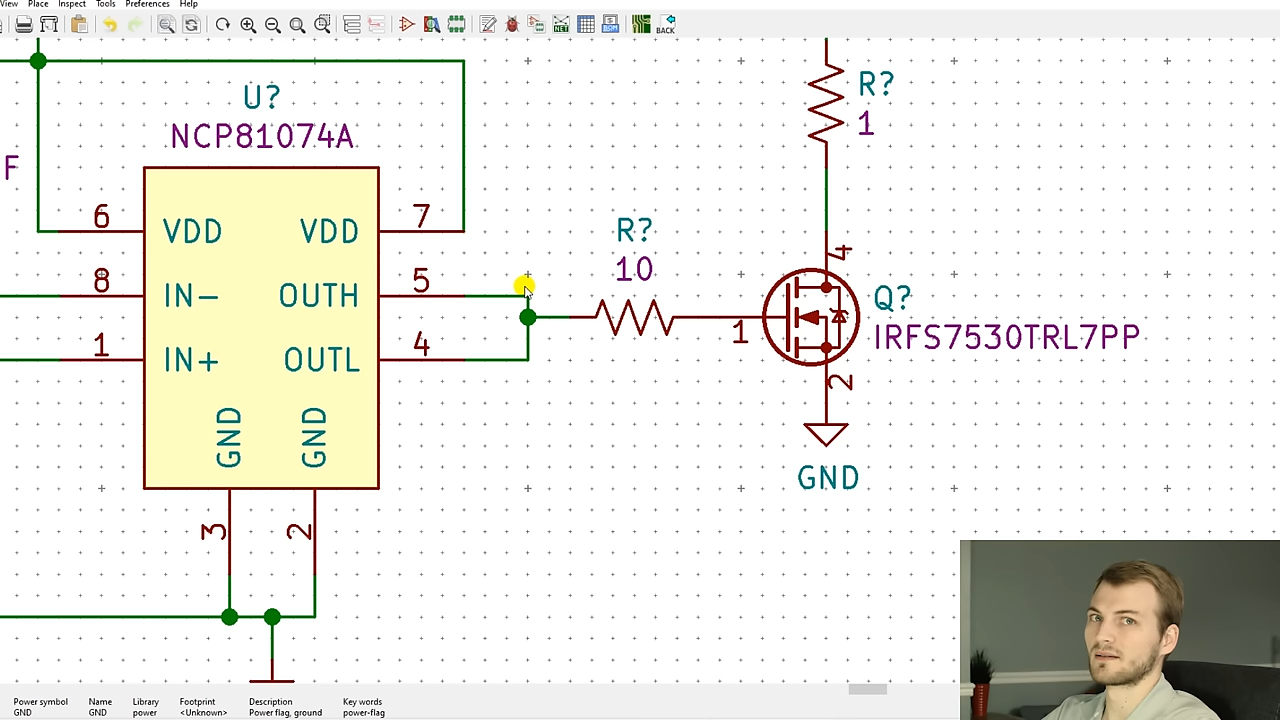 View Place Inspect Tools Preferences Help
BACK
U?
NCP81074A
F
6
VDD
VDD
7
8
IN-
OUTH
5
1
IN+
OUTL
4
GND
GND
3
2
R?
10
R?
1
4
1
Q?
IRFS7530TRL7PP
2
GND
Power symbol Name Library Footprint Description Key words
GND GND power <Unknown> Power flag, ground power-flag